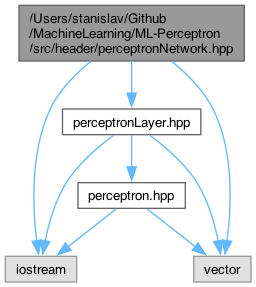 /Users/stanislav/Github
/MachineLearning/ML-Perceptron
/src/header/perceptronNetwork.hpp
perceptronLayer.hpp
perceptron.hpp
iostream
vector